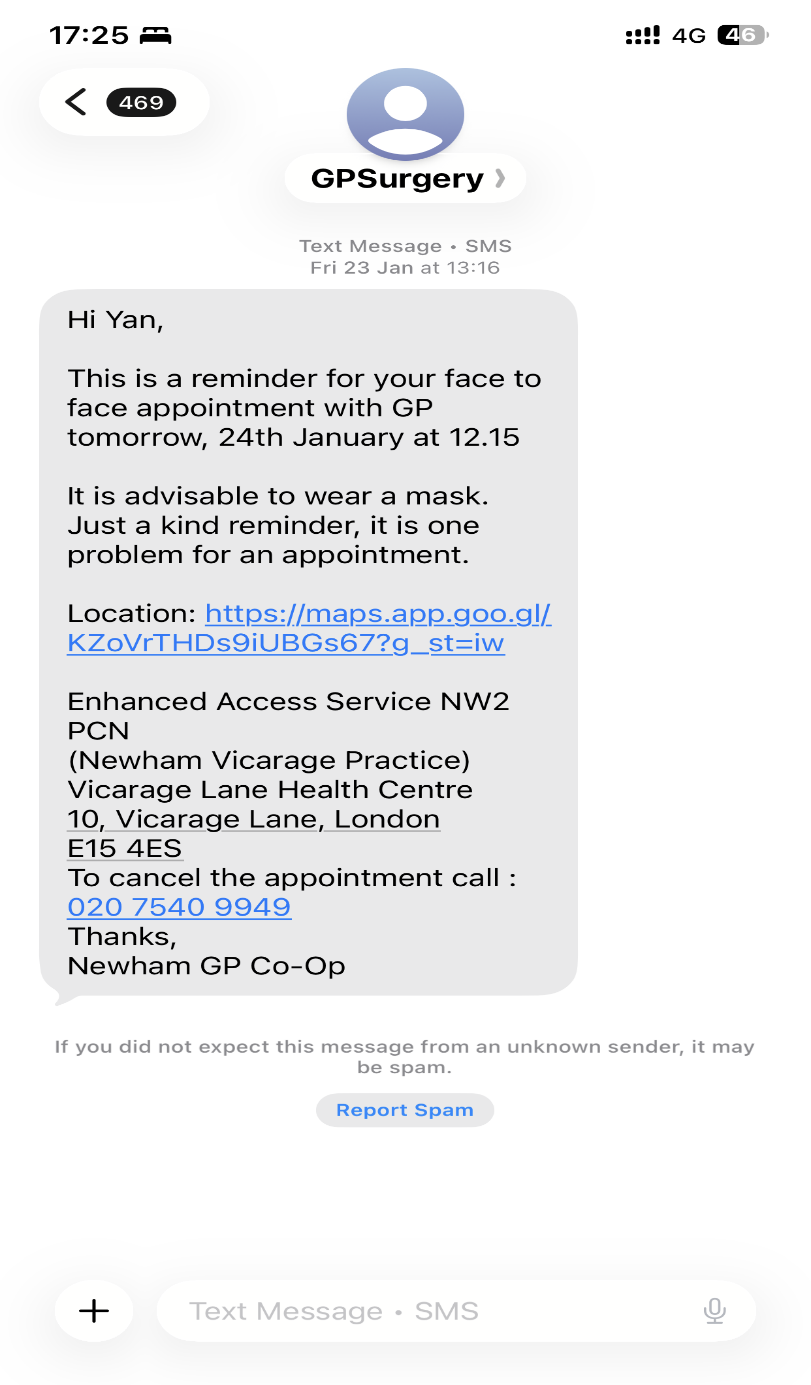 17:25
4G 46
469
GPSurgery
Text Message • SMS
Fri 23 Jan at 13:16
Hi Yan,
This is a reminder for your face to
face appointment with GP
tomorrow, 24th January at 12.15
It is advisable to wear a mask.
Just a kind reminder, it is one
problem for an appointment.
Location: https://maps.app.goo.gl/
KZoVrTHDs9iUBGs67?g_st=iw
Enhanced Access Service NW2
PCN
(Newham Vicarage Practice)
Vicarage Lane Health Centre
10, Vicarage Lane, London
E15 4ES
To cancel the appointment call :
020 7540 9949
Thanks,
Newham GP Co-Op
If you did not expect this message from an unknown sender, it may
be spam.
Report Spam
Text Message • SMS